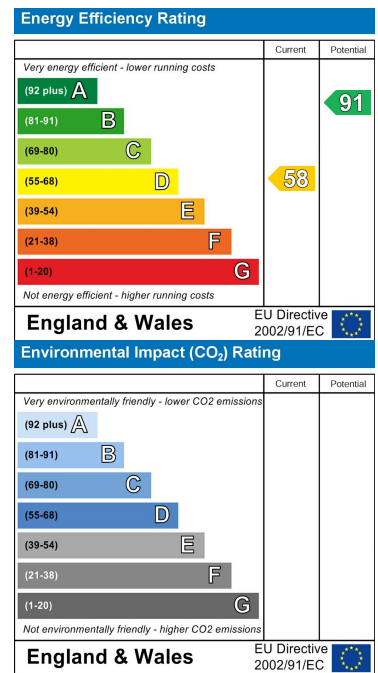 Energy Efficiency Rating
Current Potential
Very energy efficient - lower running costs
(92 plus) A
91
(81-91) B
(69-80) C
(55-68) D
58
(39-54) E
(21-38) F
(1-20) G
Not energy efficient - higher running costs
England & Wales
EU Directive
2002/91/EC
Environmental Impact (CO₂) Rating
Current Potential
Very environmentally friendly - lower CO2 emissions
(92 plus) A
(81-91) B
(69-80) C
(55-68) D
(39-54) E
(21-38) F
(1-20) G
Not environmentally friendly - higher CO2 emissions
England & Wales
EU Directive
2002/91/EC